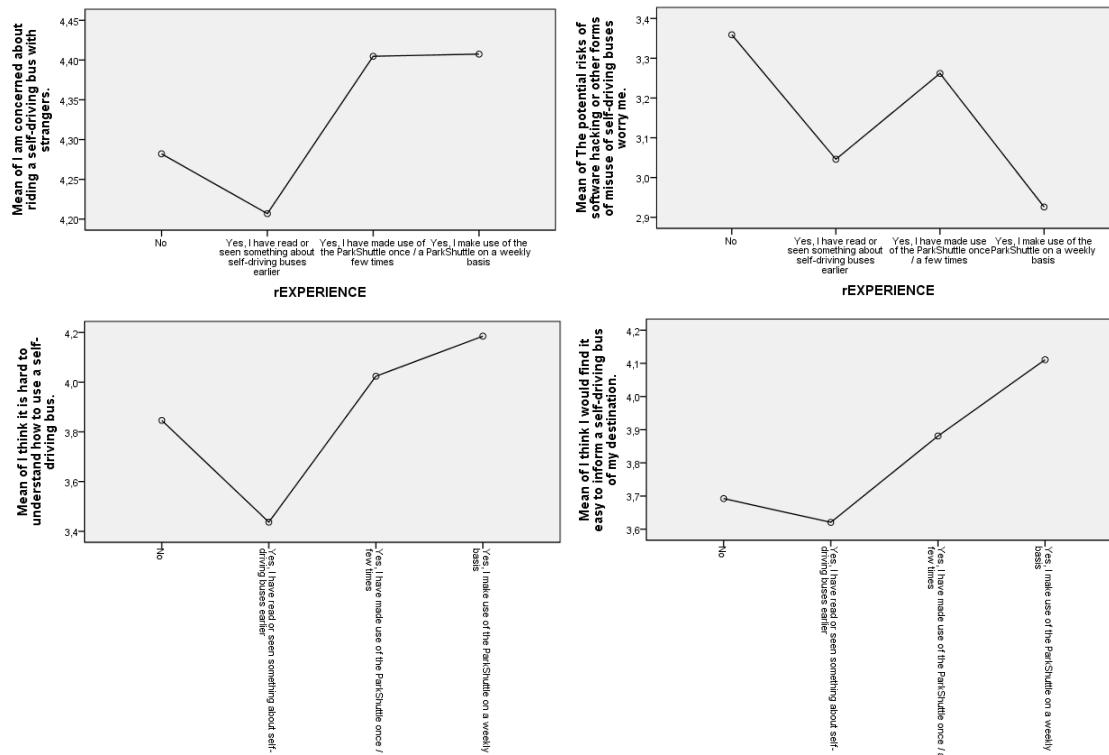 Mean of I am concerned about
riding a self-driving bus with
strangers.
4,45
4,40
4,35
4,30
4,25
4,20
No
Yes, I have read or
seen something about
self-driving buses
earlier
Yes, I have made use of
the ParkShuttle once / a
few times
Yes, I make use of the
ParkShuttle on a weekly
basis
rEXPERIENCE
Mean of The potential risks of
software hacking or other forms
of misuse of self-driving buses
worry me.
3,4
3,3
3,2
3,1
3,0
2,9
No
Yes, I have read or
seen something about
self-driving buses
earlier
Yes, I have made use
of the ParkShuttle once
/ a few times
Yes, I make use of the
ParkShuttle on a weekly
basis
rEXPERIENCE
Mean of I think it is hard to
understand how to use a self-
driving bus.
4,2
4,0
3,8
3,6
3,4
No
Yes, I have read or seen something about self-
driving buses earlier
Yes, I have made use of the ParkShuttle once /
few times
Yes, I make use of the ParkShuttle on a weekly
basis
Mean of I think I would find it
easy to inform a self-driving bus
of my destination.
4,2
4,1
4,0
3,9
3,8
3,7
3,6
No
Yes, I have read or seen something about self-
driving buses earlier
Yes, I have made use of the ParkShuttle once / a
few times
Yes, I make use of the ParkShuttle on a weekly
basis